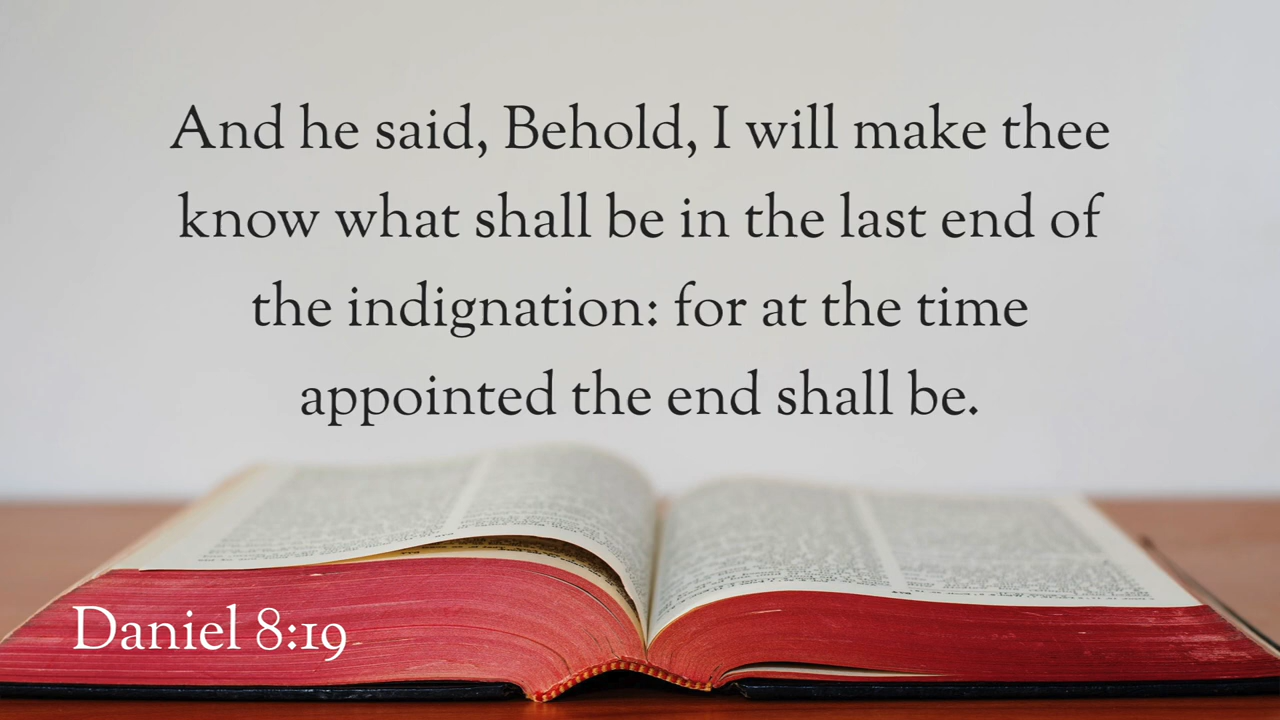 And he said, Behold, I will make thee
know what shall be in the last end of
the indignation: for at the time
appointed the end shall be.
Daniel 8:19